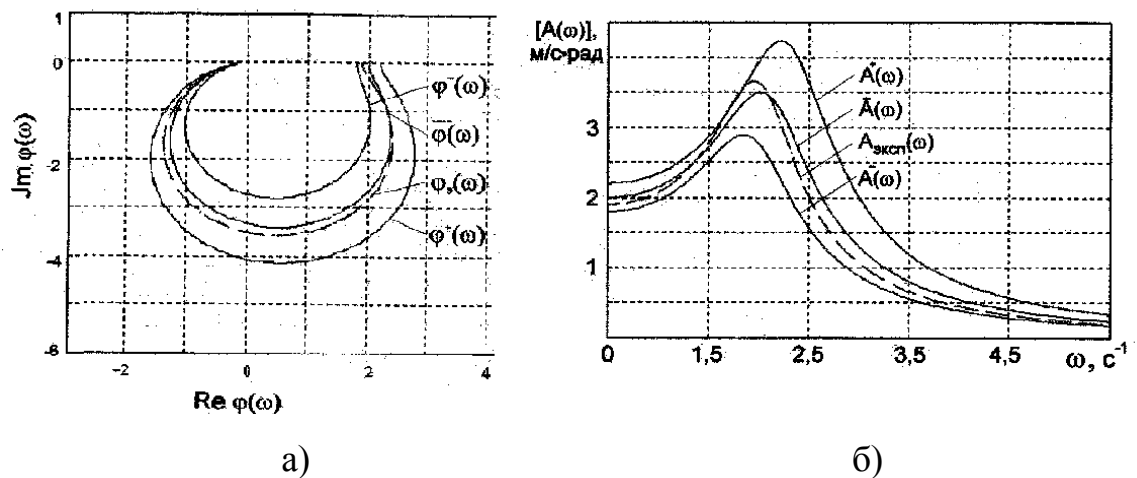 1
0
-2
-4
-6
-2
0
2
4
Jm φ(ω)
Re φ(ω)
φ⁻(ω)
φ̄(ω)
φₑ(ω)
φ⁺(ω)
а)
[A(ω)],
м/с·рад
3
2
1
0
1,5
2,5
3,5
4,5
ω, с⁻¹
A⁺(ω)
Ā(ω)
Aэксп(ω)
A⁻(ω)
б)